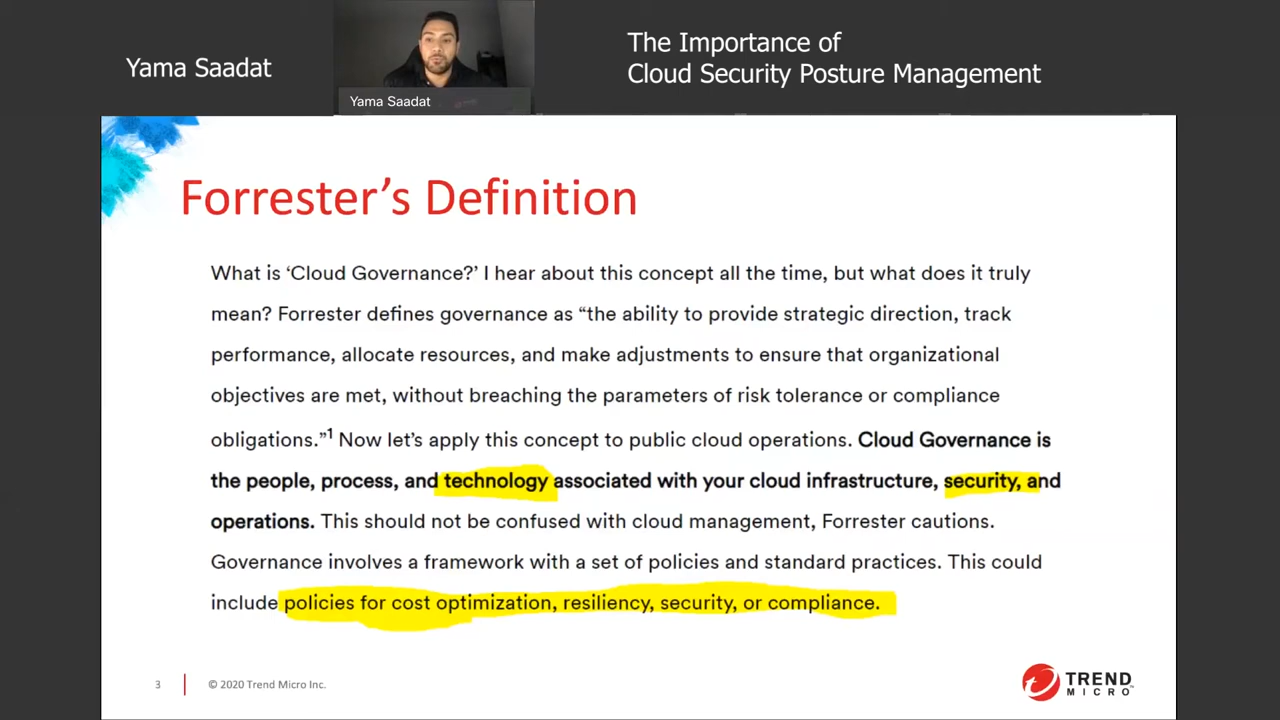 Yama Saadat
Yama Saadat
The Importance of
Cloud Security Posture Management
Forrester’s Definition
What is ‘Cloud Governance?’ I hear about this concept all the time, but what does it truly
mean? Forrester defines governance as “the ability to provide strategic direction, track
performance, allocate resources, and make adjustments to ensure that organizational
objectives are met, without breaching the parameters of risk tolerance or compliance
obligations.”1 Now let’s apply this concept to public cloud operations. Cloud Governance is
the people, process, and technology associated with your cloud infrastructure, security, and
operations. This should not be confused with cloud management, Forrester cautions.
Governance involves a framework with a set of policies and standard practices. This could
include policies for cost optimization, resiliency, security, or compliance.
3
© 2020 Trend Micro Inc.
TREND
MICRO™